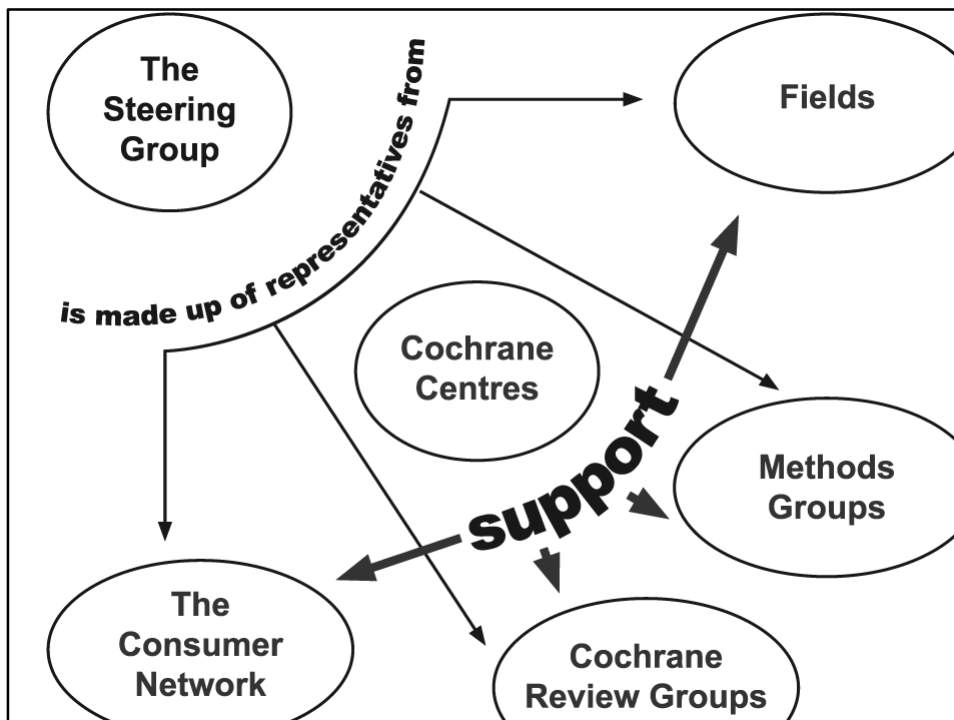 The
Steering
Group
is made up of representatives from
Fields
Cochrane
Centres
support
Methods
Groups
The
Consumer
Network
Cochrane
Review Groups